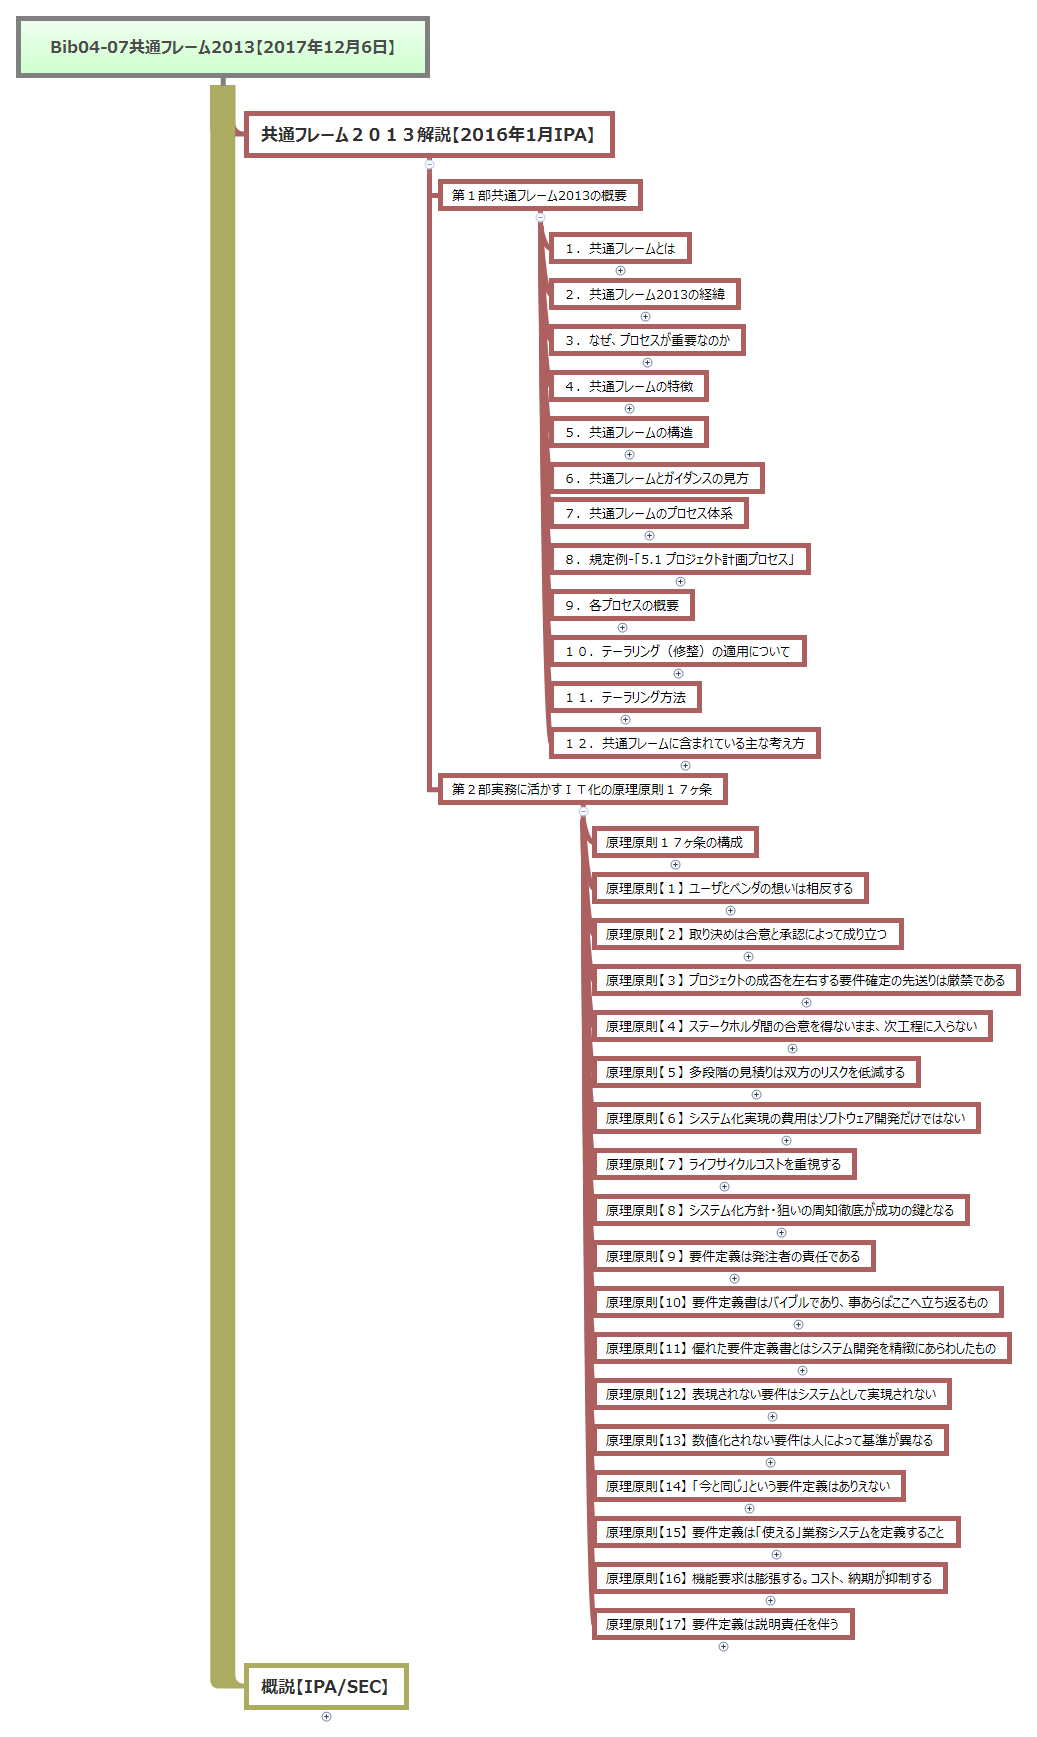 Bib04-07共通フレーム2013【2017年12月6日】
共通フレーム２０１３解説【2016年1月IPA】
第１部共通フレーム2013の概要
１．共通フレームとは
２．共通フレーム2013の経緯
３．なぜ、プロセスが重要なのか
４．共通フレームの特徴
５．共通フレームの構造
６．共通フレームとガイダンスの見方
７．共通フレームのプロセス体系
８．規定例-「5.1 プロジェクト計画プロセス」
９．各プロセスの概要
１０．テーラリング（修整）の適用について
１１．テーラリング方法
１２．共通フレームに含まれている主な考え方
第２部実務に活かすＩＴ化の原理原則１７ヶ条
原理原則１７ヶ条の構成
原理原則【１】 ユーザとベンダの想いは相反する
原理原則【２】 取り決めは合意と承認によって成り立つ
原理原則【３】 プロジェクトの成否を左右する要件確定の先送りは厳禁である
原理原則【４】 ステークホルダ間の合意を得ないまま、次工程に入らない
原理原則【５】 多段階の見積りは双方のリスクを低減する
原理原則【６】 システム化実現の費用はソフトウェア開発だけではない
原理原則【７】 ライフサイクルコストを重視する
原理原則【８】 システム化方針・狙いの周知徹底が成功の鍵となる
原理原則【９】 要件定義は発注者の責任である
原理原則【10】 要件定義書はバイブルであり、事あらばここへ立ち返るもの
原理原則【11】 優れた要件定義書とはシステム開発を精緻にあらわしたもの
原理原則【12】 表現されない要件はシステムとして実現されない
原理原則【13】 数値化されない要件は人によって基準が異なる
原理原則【14】 「今と同じ」という要件定義はありえない
原理原則【15】 要件定義は「使える」業務システムを定義すること
原理原則【16】 機能要求は膨張する。コスト、納期が抑制する
原理原則【17】 要件定義は説明責任を伴う
概説【IPA/SEC】